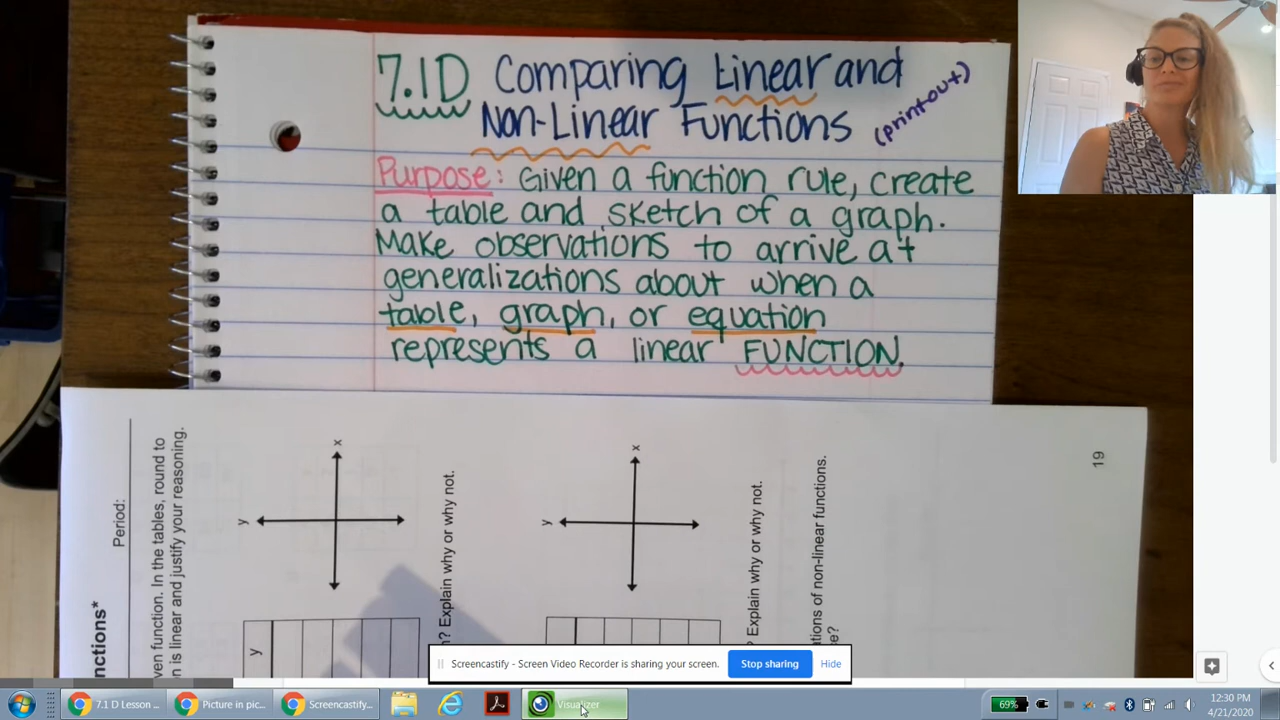 7.1D Comparing Linear and
Non-Linear Functions (printout)
Purpose: Given a function rule, create
a table and sketch of a graph.
Make observations to arrive at
generalizations about when a
table, graph, or equation
represents a linear FUNCTION.
nctions*
Period:
ven function. In the tables, round to
n is linear and justify your reasoning.
y
x
y
? Explain why or why not.
y
x
? Explain why or why not.
tions of non-linear functions.
e?
19
Screencastify - Screen Video Recorder is sharing your screen.
Stop sharing
Hide
7.1 D Lesson ...
Picture in pic...
Screencastify...
Visualizer
69%
12:30 PM
4/21/2020